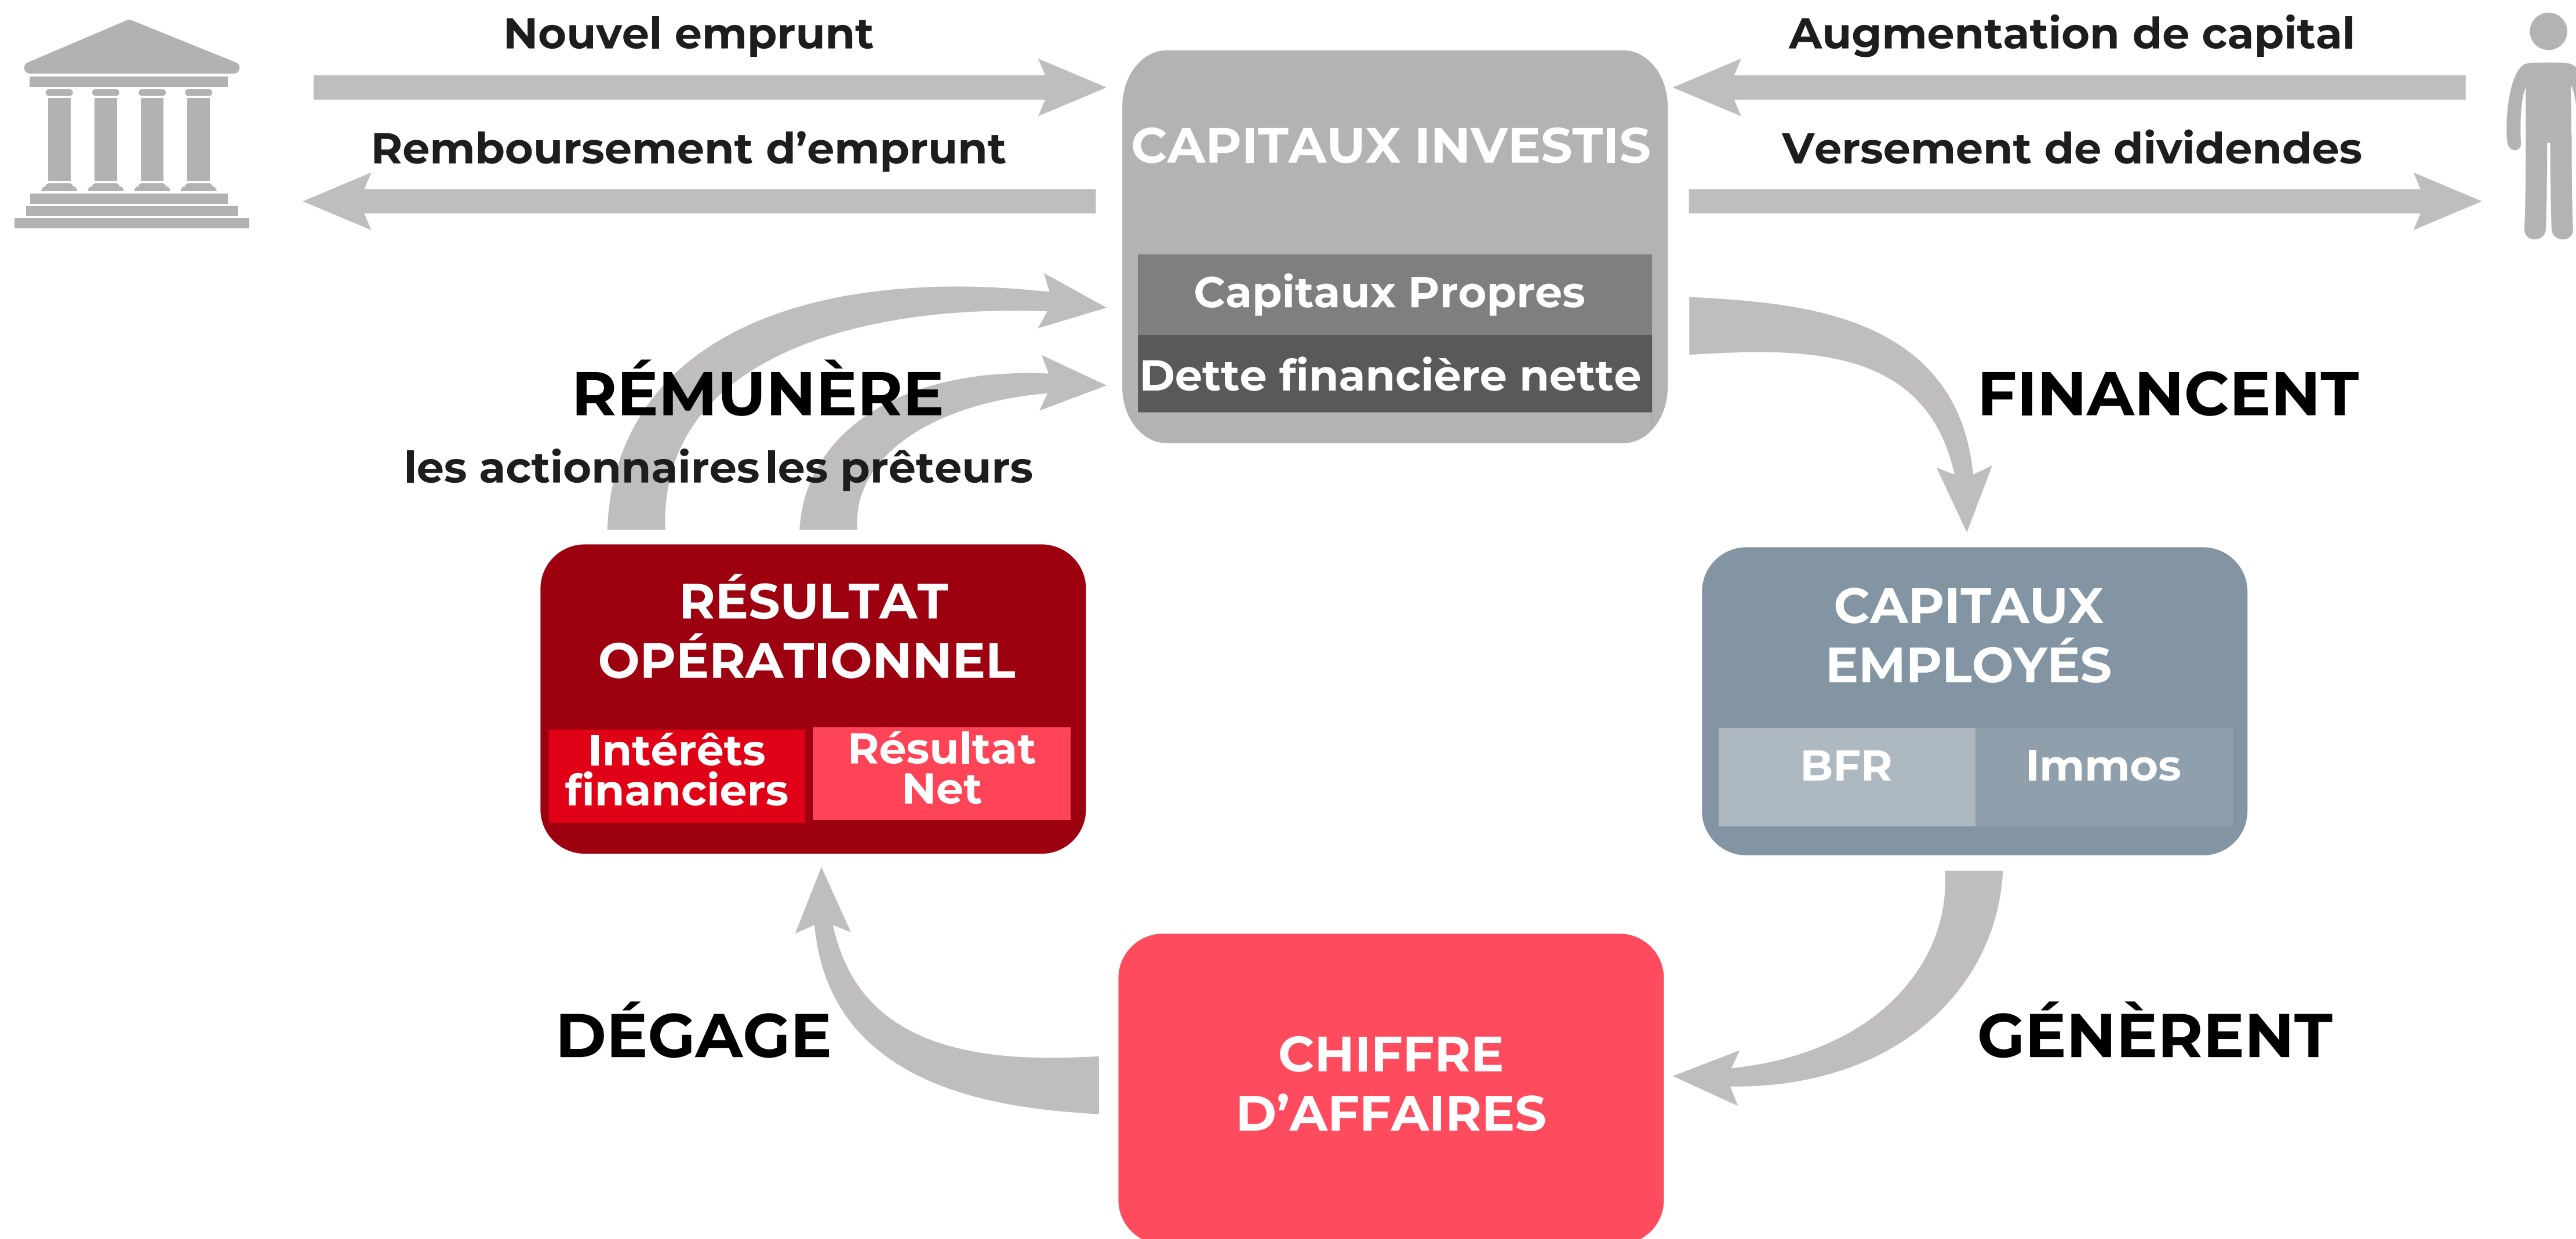 Nouvel emprunt
Augmentation de capital
Remboursement d’emprunt
CAPITAUX INVESTIS
Versement de dividendes
Capitaux Propres
Dette financière nette
RÉMUNÈRE
les actionnaires les prêteurs
FINANCENT
RÉSULTAT
OPÉRATIONNEL
Intérêts
financiers
Résultat
Net
CAPITAUX
EMPLOYÉS
BFR
Immos
DÉGAGE
CHIFFRE
D’AFFAIRES
GÉNÈRENT